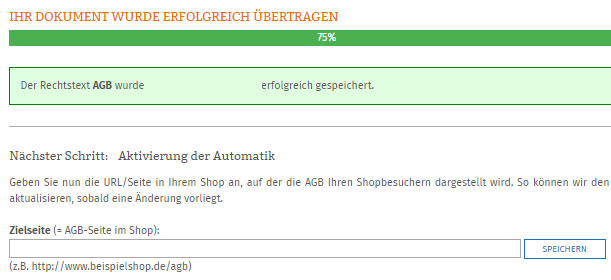 IHR DOKUMENT WURDE ERFOLGREICH ÜBERTRAGEN
75%
Der Rechtstext AGB wurde erfolgreich gespeichert.
Nächster Schritt: Aktivierung der Automatik
Geben Sie nun die URL/Seite in Ihrem Shop an, auf der die AGB Ihren Shopbesuchern dargestellt wird. So können wir den
aktualisieren, sobald eine Änderung vorliegt.
Zielseite (= AGB-Seite im Shop):
SPEICHERN
(z.B. http://www.beispielshop.de/agb)